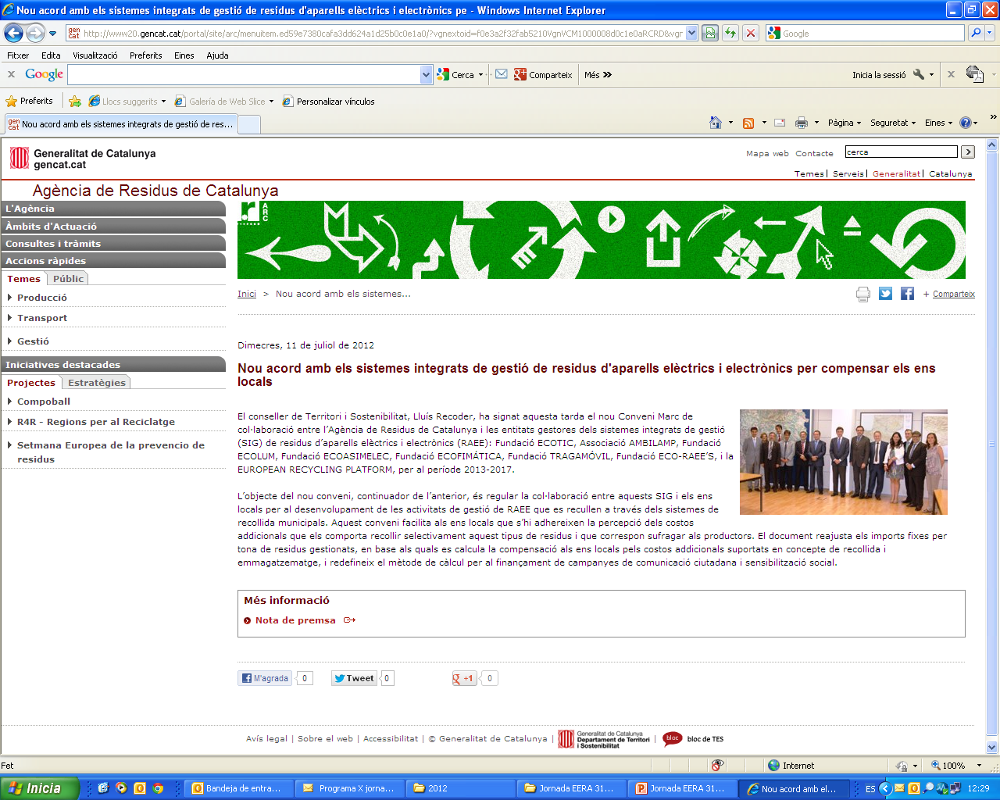 Nou acord amb els sistemes integrats de gestió de residus d'aparells elèctrics i electrònics pe - Windows Internet Explorer
http://www20.gencat.cat/portal/site/arc/menuitem.ed59e7380cafa3dd624a1d25b0c0e1a0/?vgnextoid=f0e3a2f32fab5210VgnVCM1000008d0c1e0aRCRD&vgr
Google
Fitxer Edita Visualització Preferits Eines Ajuda
x Google Cerca Comparteix Més » Inicia la sessió x
Preferits Llocs suggerits Galeria de Web Slice Personalizar vínculos
gen cat Nou acord amb els sistemes integrats de gestió de res... Pàgina Seguretat Eines »
Generalitat de Catalunya
gencat.cat
Mapa web Contacte cerca
Temes | Serveis | Generalitat | Catalunya
Agència de Residus de Catalunya
L'Agència
Àmbits d'Actuació
Consultes i tràmits
Accions ràpides
Temes Públic
Producció
Transport
Gestió
Iniciatives destacades
Projectes Estratègies
Compoball
R4R - Regions per al Reciclatge
Setmana Europea de la prevencio de
residus
.r ARC
Inici > Nou acord amb els sistemes... + Comparteix
Dimecres, 11 de juliol de 2012
Nou acord amb els sistemes integrats de gestió de residus d'aparells elèctrics i electrònics per compensar els ens
locals
El conseller de Territori i Sostenibilitat, Lluís Recoder, ha signat aquesta tarda el nou Conveni Marc de
col·laboració entre l'Agència de Residus de Catalunya i les entitats gestores dels sistemes integrats de gestió
(SIG) de residus d'aparells elèctrics i electrònics (RAEE): Fundació ECOTIC, Associació AMBILAMP, Fundació
ECOLUM, Fundació ECOASIMELEC, Fundació ECOFIMÁTICA, Fundació TRAGAMÓVIL, Fundació ECO-RAEE'S, i la
EUROPEAN RECYCLING PLATFORM, per al període 2013-2017.
L'objecte del nou conveni, continuador de l'anterior, és regular la col·laboració entre aquests SIG i els ens
locals per al desenvolupament de les activitats de gestió de RAEE que es recullen a través dels sistemes de
recollida municipals. Aquest conveni facilita als ens locals que s'hi adhereixen la percepció dels costos
addicionals que els comporta recollir selectivament aquest tipus de residus i que correspon sufragar als productors. El document reajusta els imports fixes per
tona de residus gestionats, en base als quals es calcula la compensació als ens locals pels costos addicionals suportats en concepte de recollida i
emmagatzematge, i redefineix el mètode de càlcul per al finançament de campanyes de comunicació ciutadana i sensibilització social.
Més informació
Nota de premsa
M'agrada 0 Tweet 0 +1 0
Avís legal | Sobre el web | Accessibilitat | © Generalitat de Catalunya |
Generalitat de Catalunya
Departament de Territori
i Sostenibilitat
| bloc bloc de TES
Fet Internet 100%
Inicia Bandeja de entra... Programa X jorna... 2012 Jornada EERA 31... Jornada EERA 31... Nou acord amb el... ES 12:29